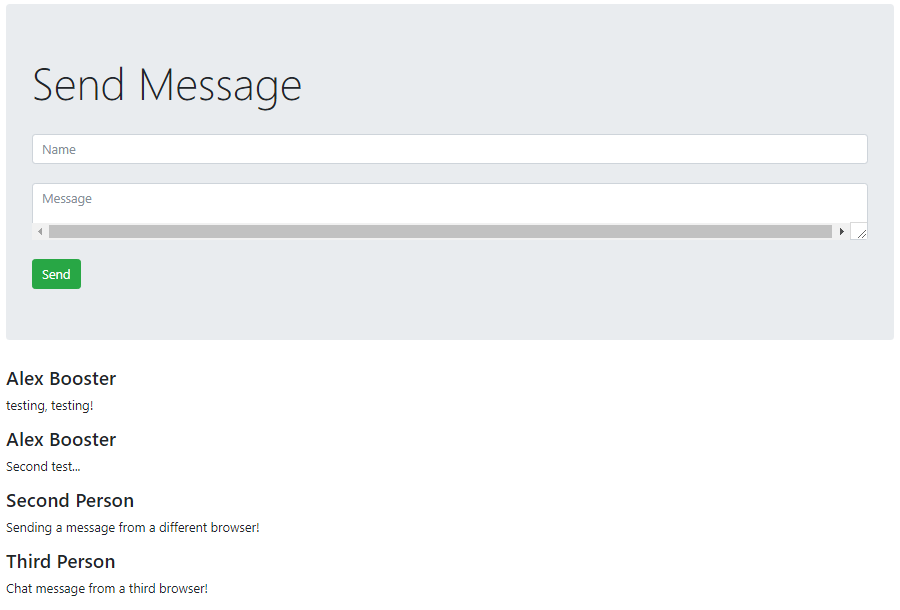 Send Message
Name
Message
Send
Alex Booster
testing, testing!
Alex Booster
Second test...
Second Person
Sending a message from a different browser!
Third Person
Chat message from a third browser!